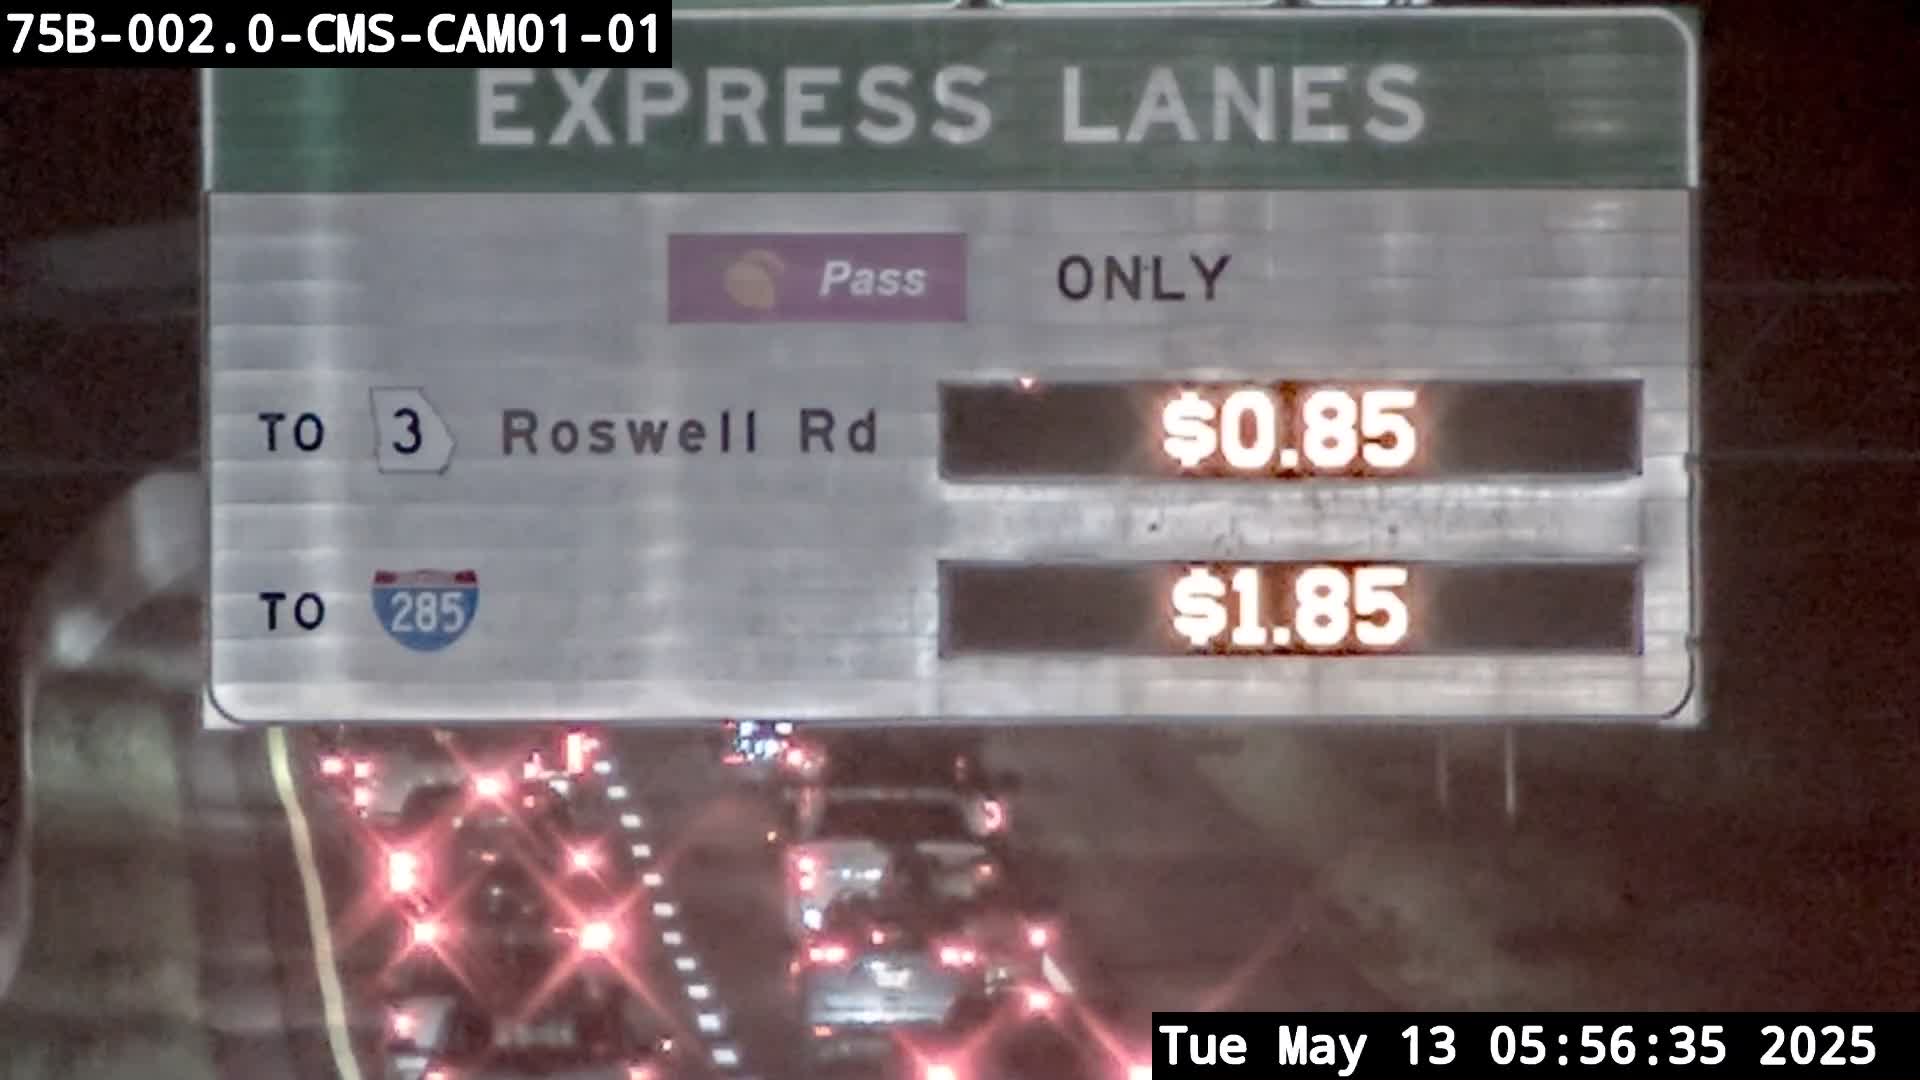 75B-002.0-CMS-CAM01-01
EXPRESS LANES
Pass ONLY
TO 3 Roswell Rd $0.85
TO 285 $1.85
Tue May 13 05:56:35 2025